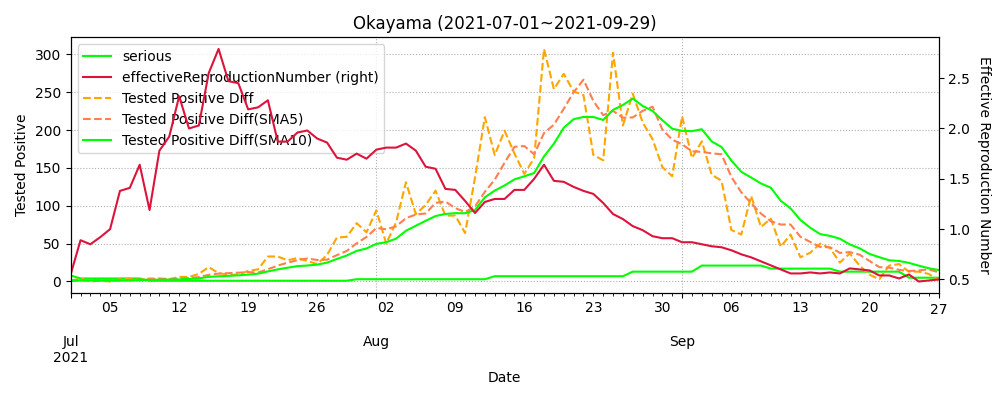 Okayama (2021-07-01~2021-09-29)
serious
effectiveReproductionNumber (right)
Tested Positive Diff
Tested Positive Diff(SMA5)
Tested Positive Diff(SMA10)
Tested Positive
300
250
200
150
100
50
0
2.5
2.0
1.5
1.0
0.5
Effective Reproduction Number
05 12 19 26 02 09 16 23 30 06 13 20 27
Jul Aug Sep
2021
Date